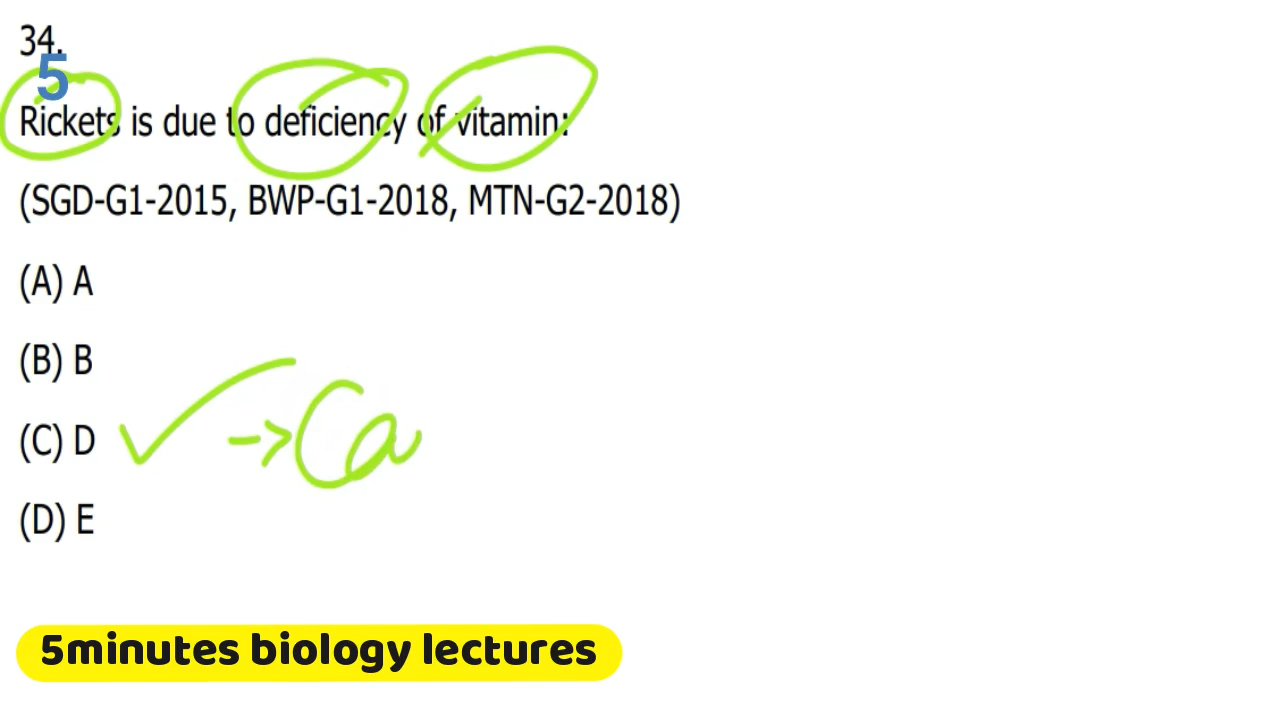 34.
5
Rickets is due to deficiency of vitamin:
(SGD-G1-2015, BWP-G1-2018, MTN-G2-2018)
(A) A
(B) B
(C) D ✓ → Ca
(D) E
5minutes biology lectures